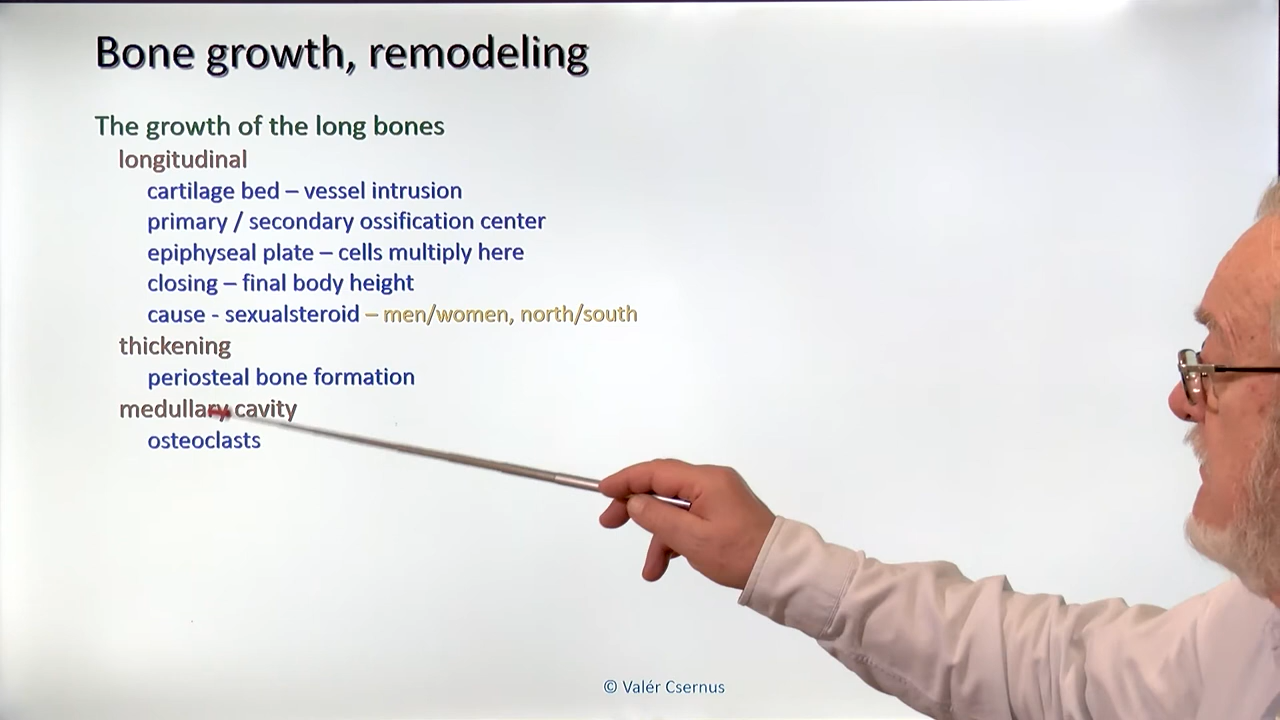 Bone growth, remodeling
The growth of the long bones
longitudinal
cartilage bed – vessel intrusion
primary / secondary ossification center
epiphyseal plate – cells multiply here
closing – final body height
cause - sexualsteroid – men/women, north/south
thickening
periosteal bone formation
medullary cavity
osteoclasts
© Valér Csernus